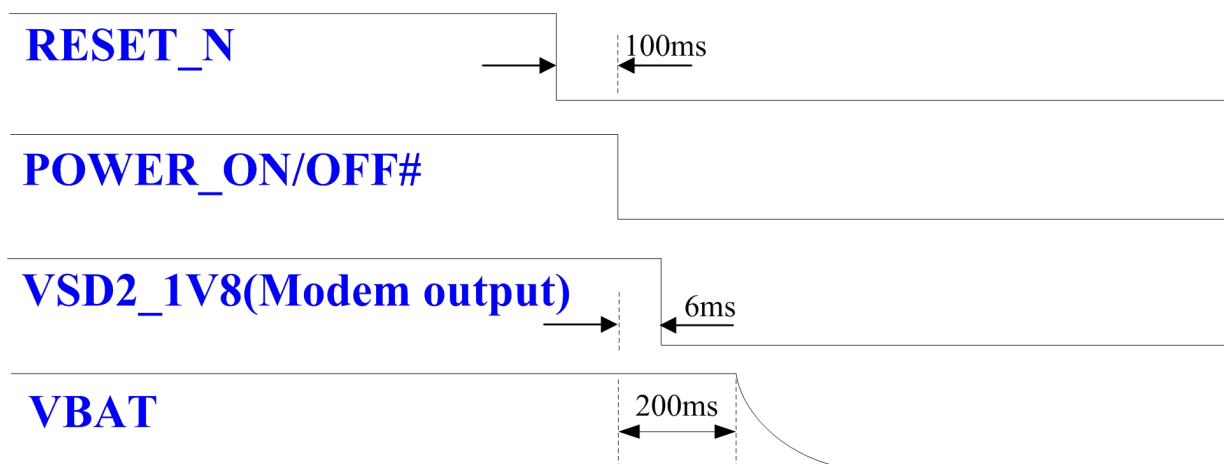 RESET_N
100ms
POWER_ON/OFF#
VSD2_1V8(Modem output)
6ms
VBAT
200ms